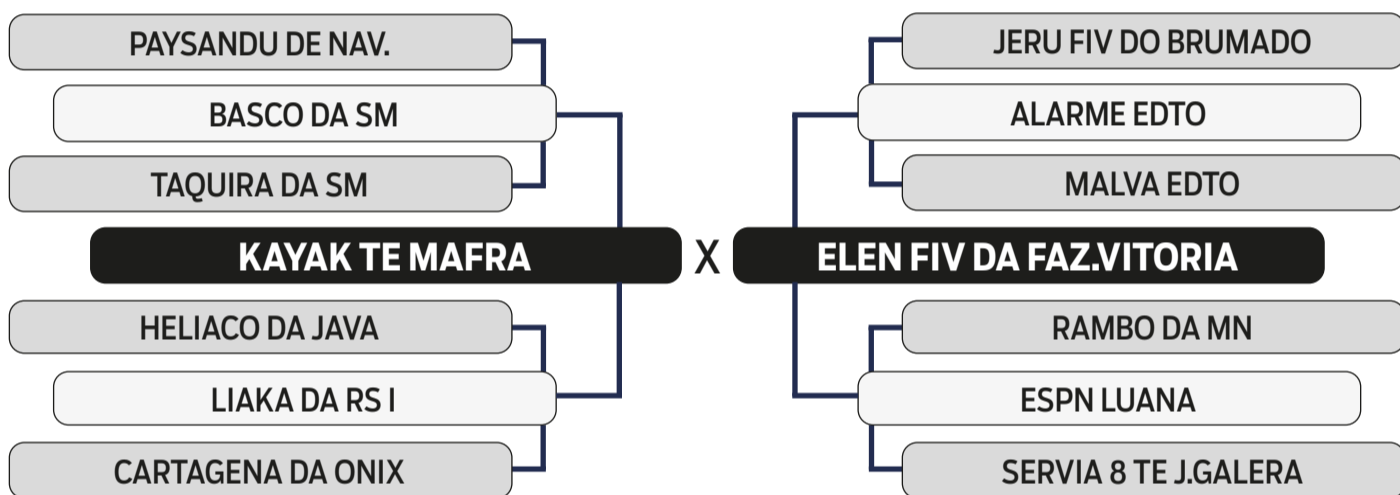 PAYSANDU DE NAV.
BASCO DA SM
TAQUIRA DA SM
KAYAK TE MAFRA
HELIACO DA JAVA
LIAKA DA RS I
CARTAGENA DA ONIX
X
JERU FIV DO BRUMADO
ALARME EDTO
MALVA EDTO
ELEN FIV DA FAZ.VITORIA
RAMBO DA MN
ESPN LUANA
SERVIA 8 TE J.GALERA